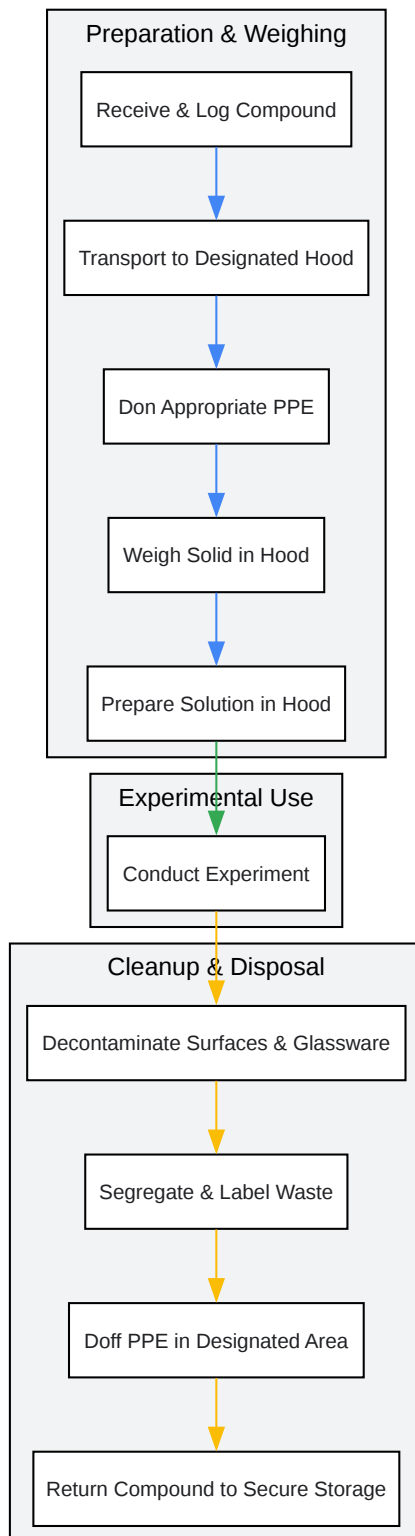 Preparation & Weighing
Receive & Log Compound
Transport to Designated Hood
Don Appropriate PPE
Weigh Solid in Hood
Prepare Solution in Hood
Experimental Use
Conduct Experiment
Cleanup & Disposal
Decontaminate Surfaces & Glassware
Segregate & Label Waste
Doff PPE in Designated Area
Return Compound to Secure Storage